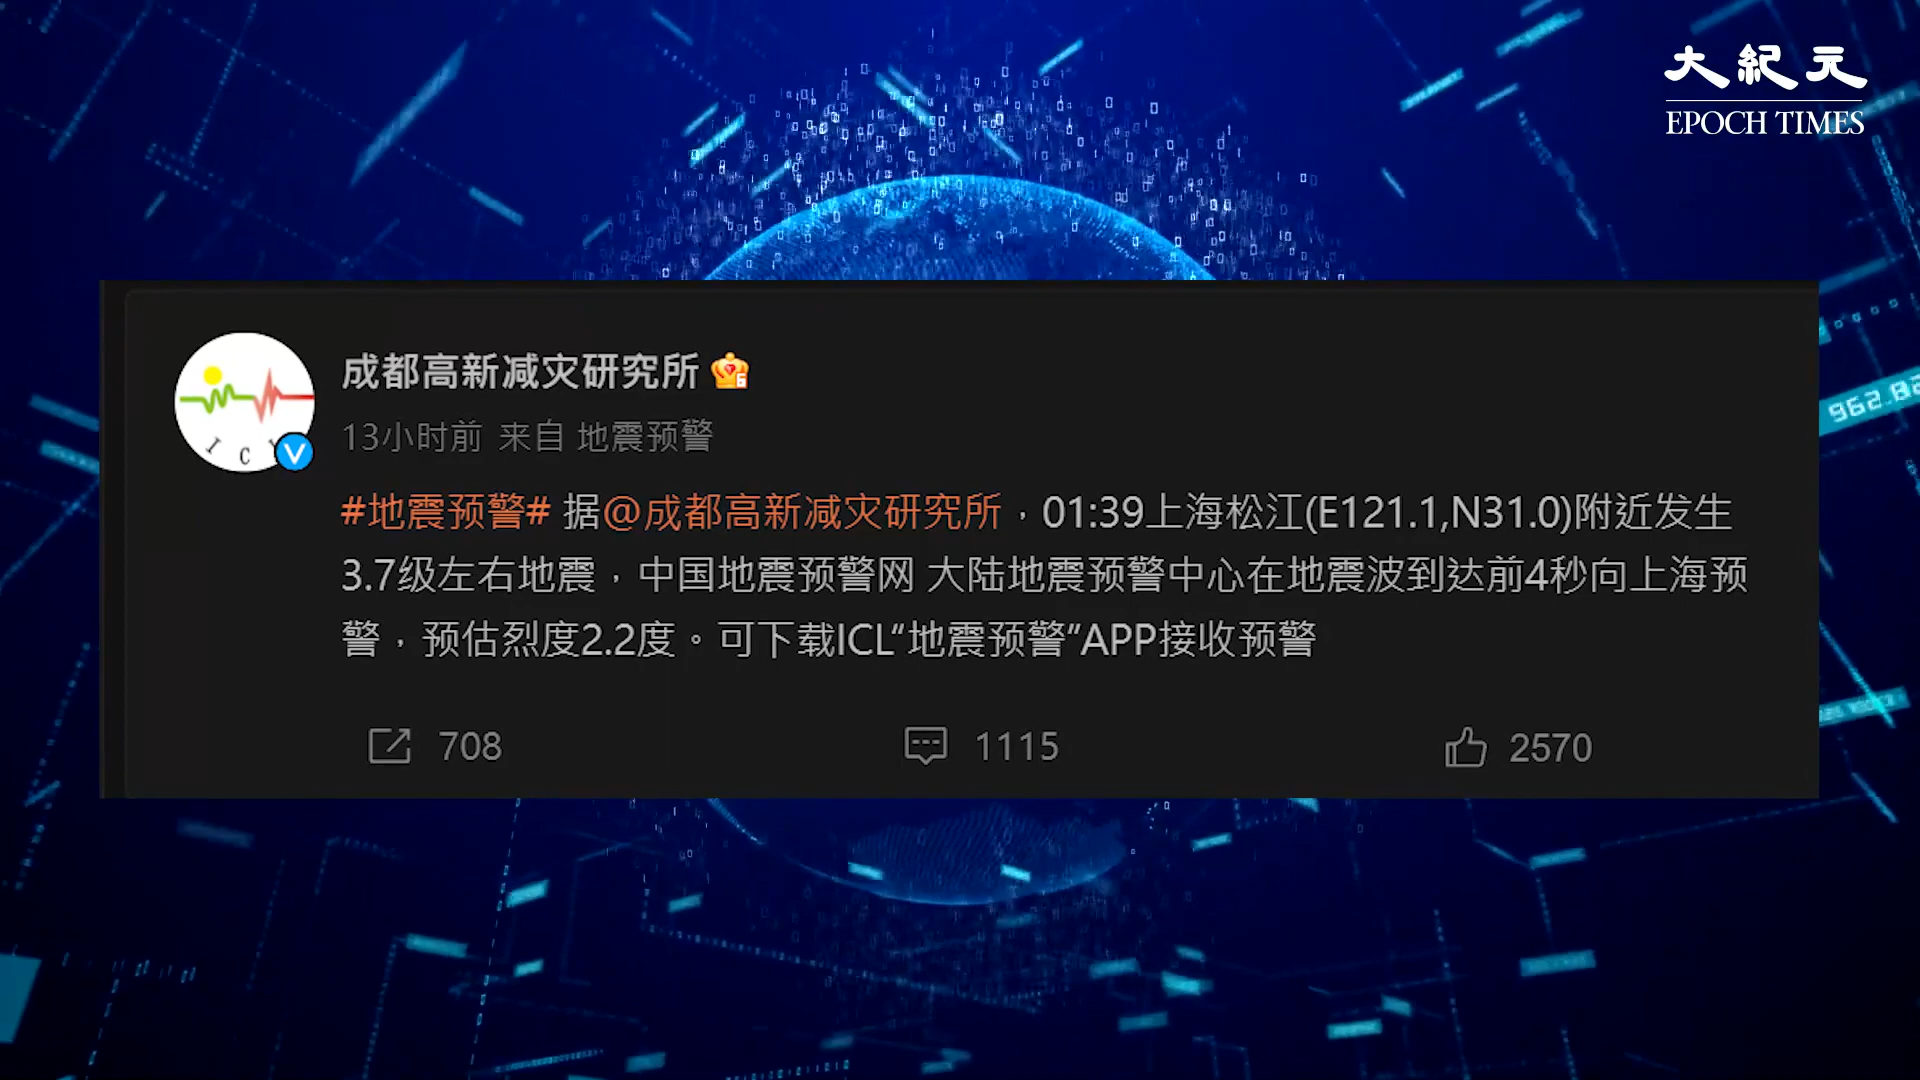 大紀元
EPOCH TIMES
成都高新减灾研究所
13小时前 来自 地震预警
#地震预警# 据@成都高新减灾研究所，01:39上海松江(E121.1,N31.0)附近发生
3.7级左右地震，中国地震预警网 大陆地震预警中心在地震波到达前4秒向上海预
警，预估烈度2.2度。可下载ICL“地震预警”APP接收预警
708
1115
2570